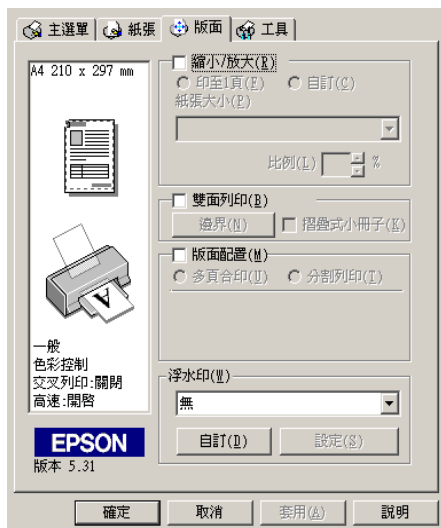 主選單 紙張 版面 工具
A4 210 x 297 mm
一般
色彩控制
交叉列印:關閉
高速:開啓
EPSON
版本 5.31
縮小/放大(R)
印至1頁(F) 自訂(C)
紙張大小(P)
比例(L) %
雙面列印(B)
邊界(N) 摺疊式小冊子(K)
版面配置(M)
多頁合印(U) 分割列印(I)
浮水印(W)
無
自訂(D) 設定(S)
確定 取消 套用(A) 說明